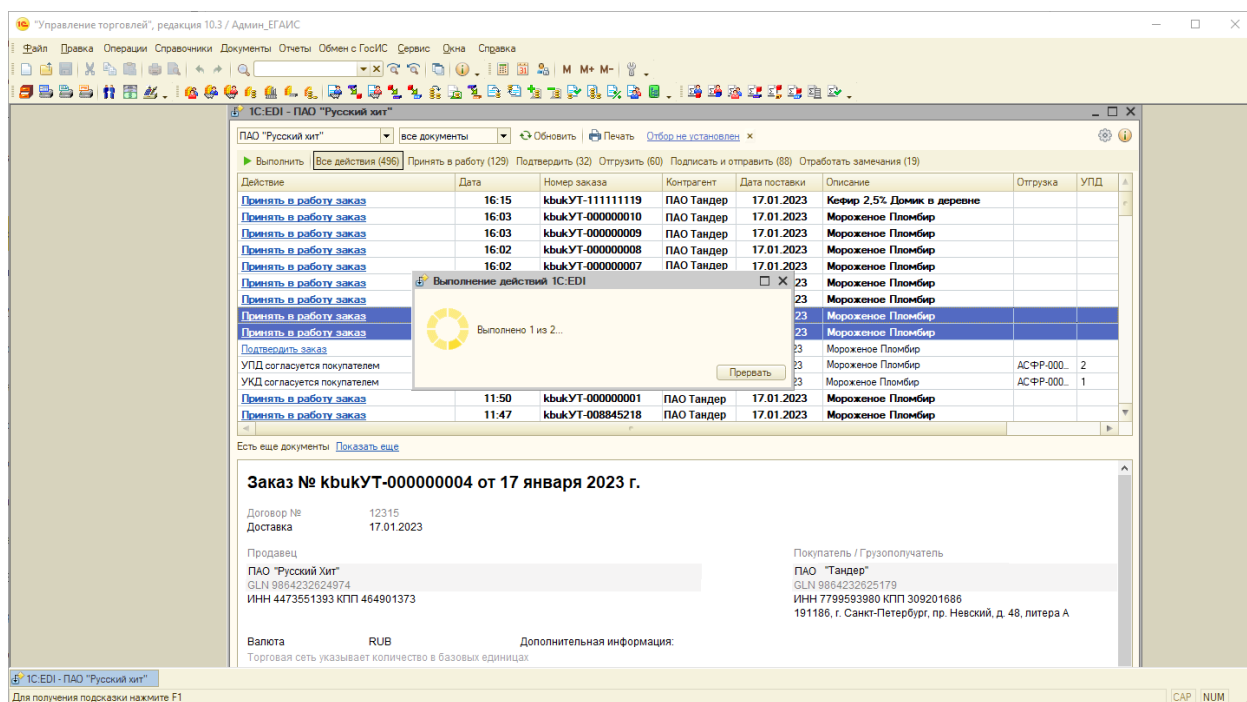 "Управление торговлей", редакция 10.3 / Админ_ЕГАИС
Файл Правка Операции Справочники Документы Отчеты Обмен с ГосИС Сервис Окна Справка
M M+ M-
1C:EDI - ПАО "Русский хит"
ПАО "Русский хит" все документы Обновить Печать Отбор не установлен
Выполнить Все действия (496) Принять в работу (129) Подтвердить (32) Отгрузить (60) Подписать и отправить (88) Отработать замечания (19)
Действие Дата Номер заказа Контрагент Дата поставки Описание Отгрузка УПД
Принять в работу заказ 16:15 kbukУТ-111111119 ПАО Тандер 17.01.2023 Кефир 2,5% Домик в деревне
Принять в работу заказ 16:03 kbukУТ-000000010 ПАО Тандер 17.01.2023 Мороженое Пломбир
Принять в работу заказ 16:03 kbukУТ-000000009 ПАО Тандер 17.01.2023 Мороженое Пломбир
Принять в работу заказ 16:02 kbukУТ-000000008 ПАО Тандер 17.01.2023 Мороженое Пломбир
Принять в работу заказ 16:02 kbukУТ-000000007 ПАО Тандер 17.01.2023 Мороженое Пломбир
Принять в работу заказ 23 Мороженое Пломбир
Принять в работу заказ 23 Мороженое Пломбир
Принять в работу заказ 23 Мороженое Пломбир
Принять в работу заказ 23 Мороженое Пломбир
Подтвердить заказ 23 Мороженое Пломбир
УПД согласуется покупателем 23 Мороженое Пломбир АСФР-000... 2
УКД согласуется покупателем 23 Мороженое Пломбир АСФР-000... 1
Принять в работу заказ 11:50 kbukУТ-000000001 ПАО Тандер 17.01.2023 Мороженое Пломбир
Принять в работу заказ 11:47 kbukУТ-008845218 ПАО Тандер 17.01.2023 Мороженое Пломбир
Выполнение действий 1C:EDI
Выполнено 1 из 2...
Прервать
Есть еще документы Показать еще
Заказ № kbukУТ-000000004 от 17 января 2023 г.
Договор № 12315
Доставка 17.01.2023
Продавец Покупатель / Грузополучатель
ПАО "Русский Хит" ПАО "Тандер"
GLN 9864232624974 GLN 9864232625179
ИНН 4473551393 КПП 464901373 ИНН 7799593980 КПП 309201686
191186, г. Санкт-Петербург, пр. Невский, д. 48, литера А
Валюта RUB Дополнительная информация:
Торговая сеть указывает количество в базовых единицах
1C:EDI - ПАО "Русский хит"
Для получения подсказки нажмите F1 CAP NUM